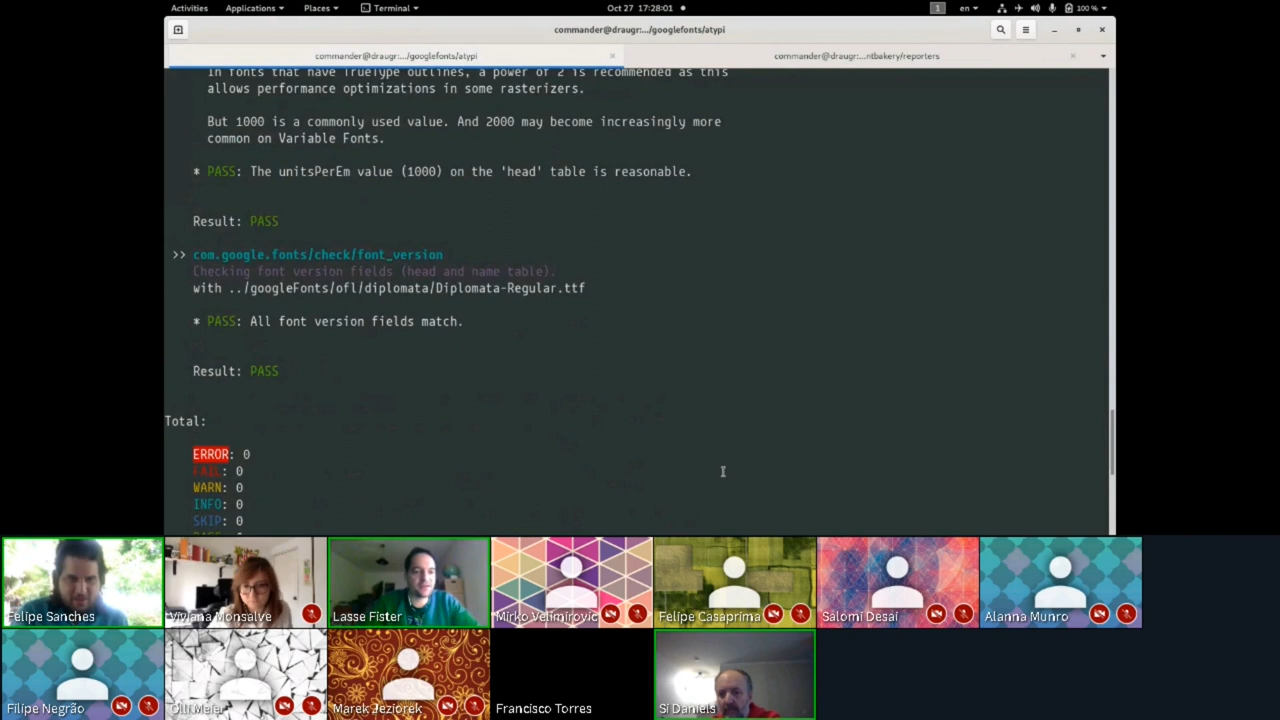 Activities Applications Places Terminal Oct 27 17:28:01 1 en 100 %
commander@draugr:.../googlefonts/atypi
commander@draugr:.../googlefonts/atypi commander@draugr:...ntbakery/reporters
In fonts that have TrueType outlines, a power of 2 is recommended as this
allows performance optimizations in some rasterizers.
But 1000 is a commonly used value. And 2000 may become increasingly more
common on Variable Fonts.
* PASS: The unitsPerEm value (1000) on the 'head' table is reasonable.
Result: PASS
>> com.google.fonts/check/font_version
Checking font version fields (head and name table).
with ../googleFonts/ofl/diplomata/Diplomata-Regular.ttf
* PASS: All font version fields match.
Result: PASS
Total:
ERROR: 0
FAIL: 0
WARN: 0
INFO: 0
SKIP: 0
Felipe Sanches Viviana Monsalve Lasse Fister Mirko Velimirovic Felipe Casaprima Salomi Desai Alanna Munro
Filipe Negrão Olli Meier Marek Jeziorek Francisco Torres Si Daniels